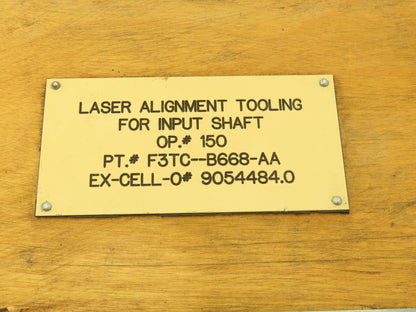 LASER ALIGNMENT TOOLING
FOR INPUT SHAFT
OP.# 150
PT.# F3TC--B668-AA
EX-CELL-O# 9054484.0